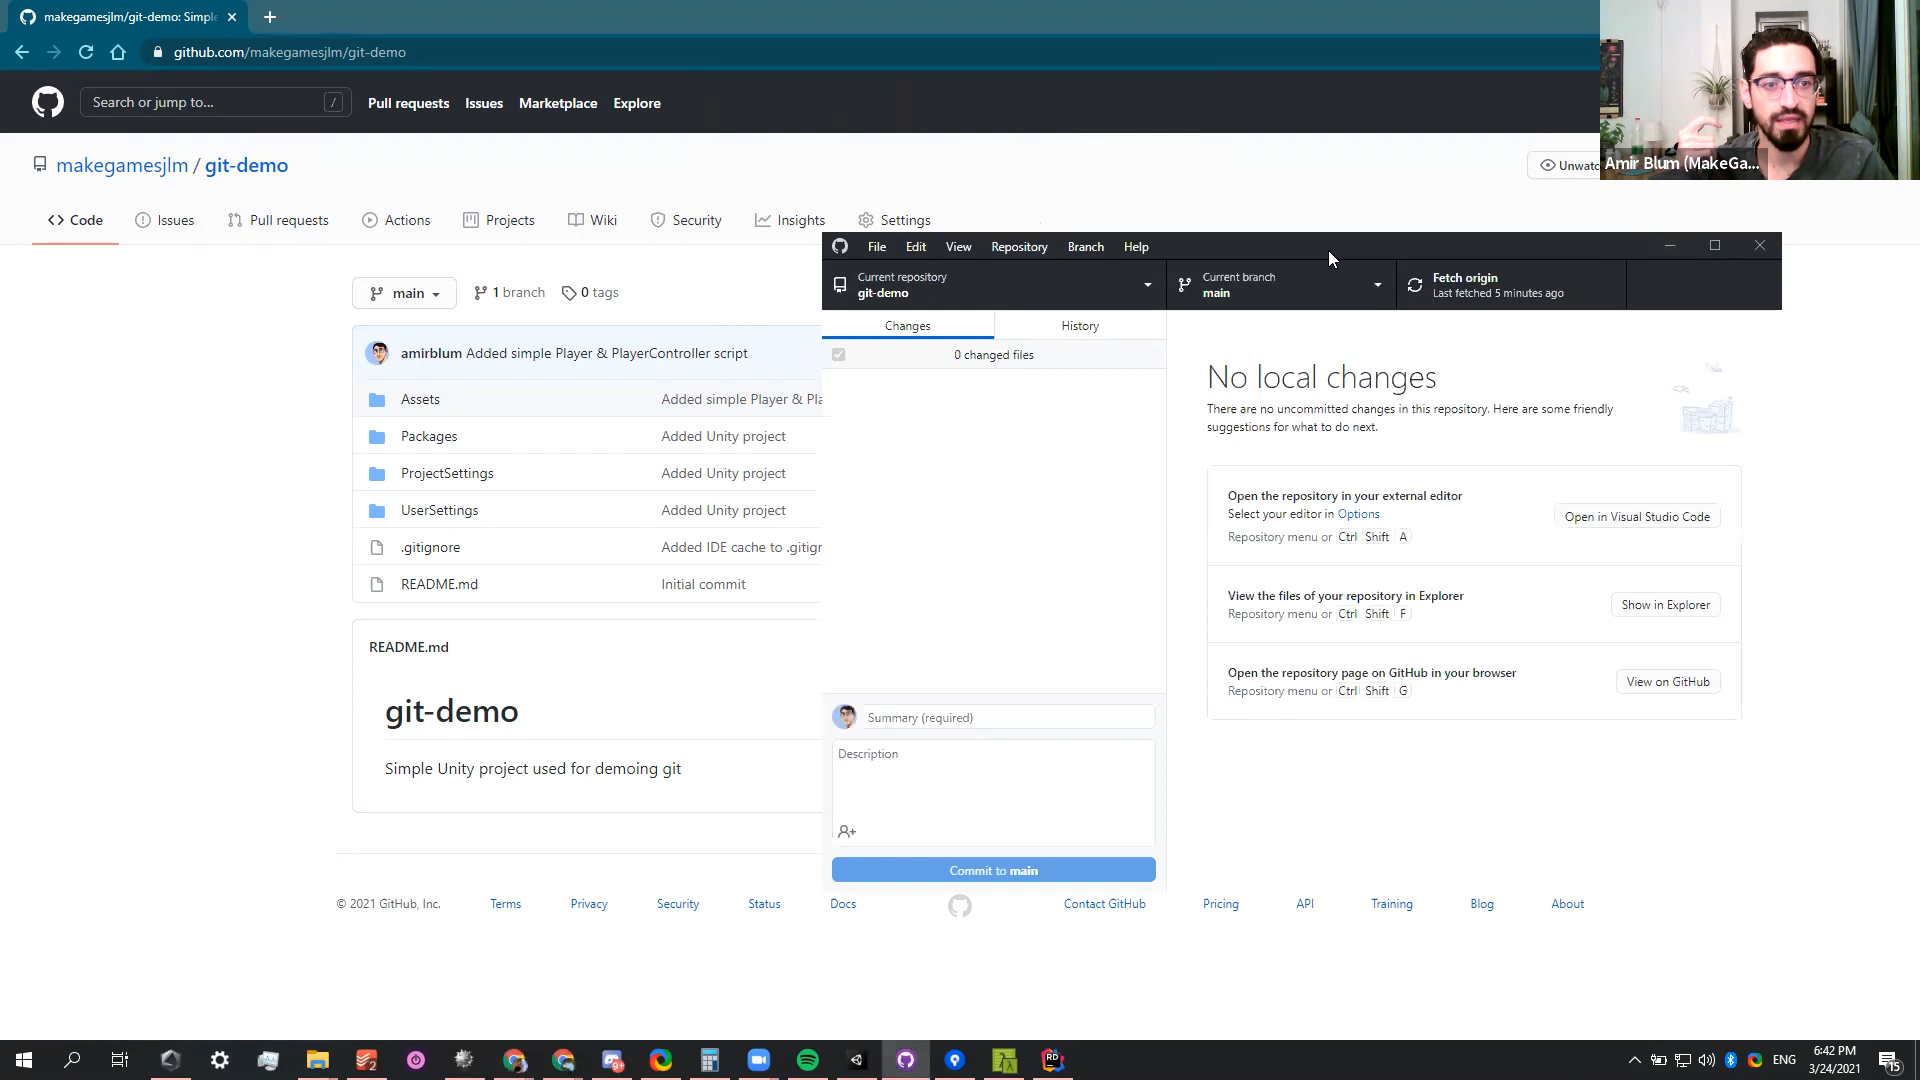 makegamesjlm/git-demo: Simple
github.com/makegamesjlm/git-demo
Search or jump to...
/
Pull requests
Issues
Marketplace
Explore
Amir Blum (MakeGa...
makegamesjlm / git-demo
Unwatc
Code
Issues
Pull requests
Actions
Projects
Wiki
Security
Insights
Settings
main
1 branch
0 tags
amirblum Added simple Player & PlayerController script
Assets
Added simple Player & Pla
Packages
Added Unity project
ProjectSettings
Added Unity project
UserSettings
Added Unity project
.gitignore
Added IDE cache to .gitign
README.md
Initial commit
README.md
git-demo
Simple Unity project used for demoing git
File
Edit
View
Repository
Branch
Help
Current repository
git-demo
Current branch
main
Fetch origin
Last fetched 5 minutes ago
Changes
History
0 changed files
No local changes
There are no uncommitted changes in this repository. Here are some friendly
suggestions for what to do next.
Open the repository in your external editor
Select your editor in Options
Repository menu or Ctrl Shift A
Open in Visual Studio Code
View the files of your repository in Explorer
Repository menu or Ctrl Shift F
Show in Explorer
Open the repository page on GitHub in your browser
Repository menu or Ctrl Shift G
View on GitHub
Summary (required)
Description
Commit to main
© 2021 GitHub, Inc.
Terms
Privacy
Security
Status
Docs
Contact GitHub
Pricing
API
Training
Blog
About
2
9+
RD
ENG
6:42 PM
3/24/2021
15